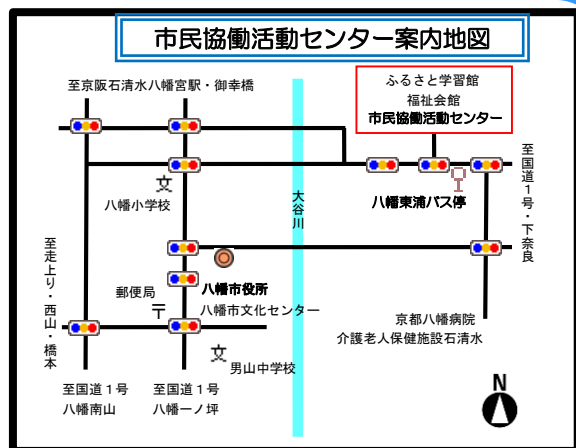 市民協働活動センター案内地図
至京阪石清水八幡宮駅・御幸橋
ふるさと学習館
福祉会館
市民協働活動センター
至国道1号・下奈良
八幡小学校
八幡東浦バス停
大谷川
至走上り・西山・橋本
郵便局
八幡市役所
八幡市文化センター
京都八幡病院
介護老人保健施設石清水
男山中学校
至国道1号
八幡南山
至国道1号
八幡一ノ坪
N